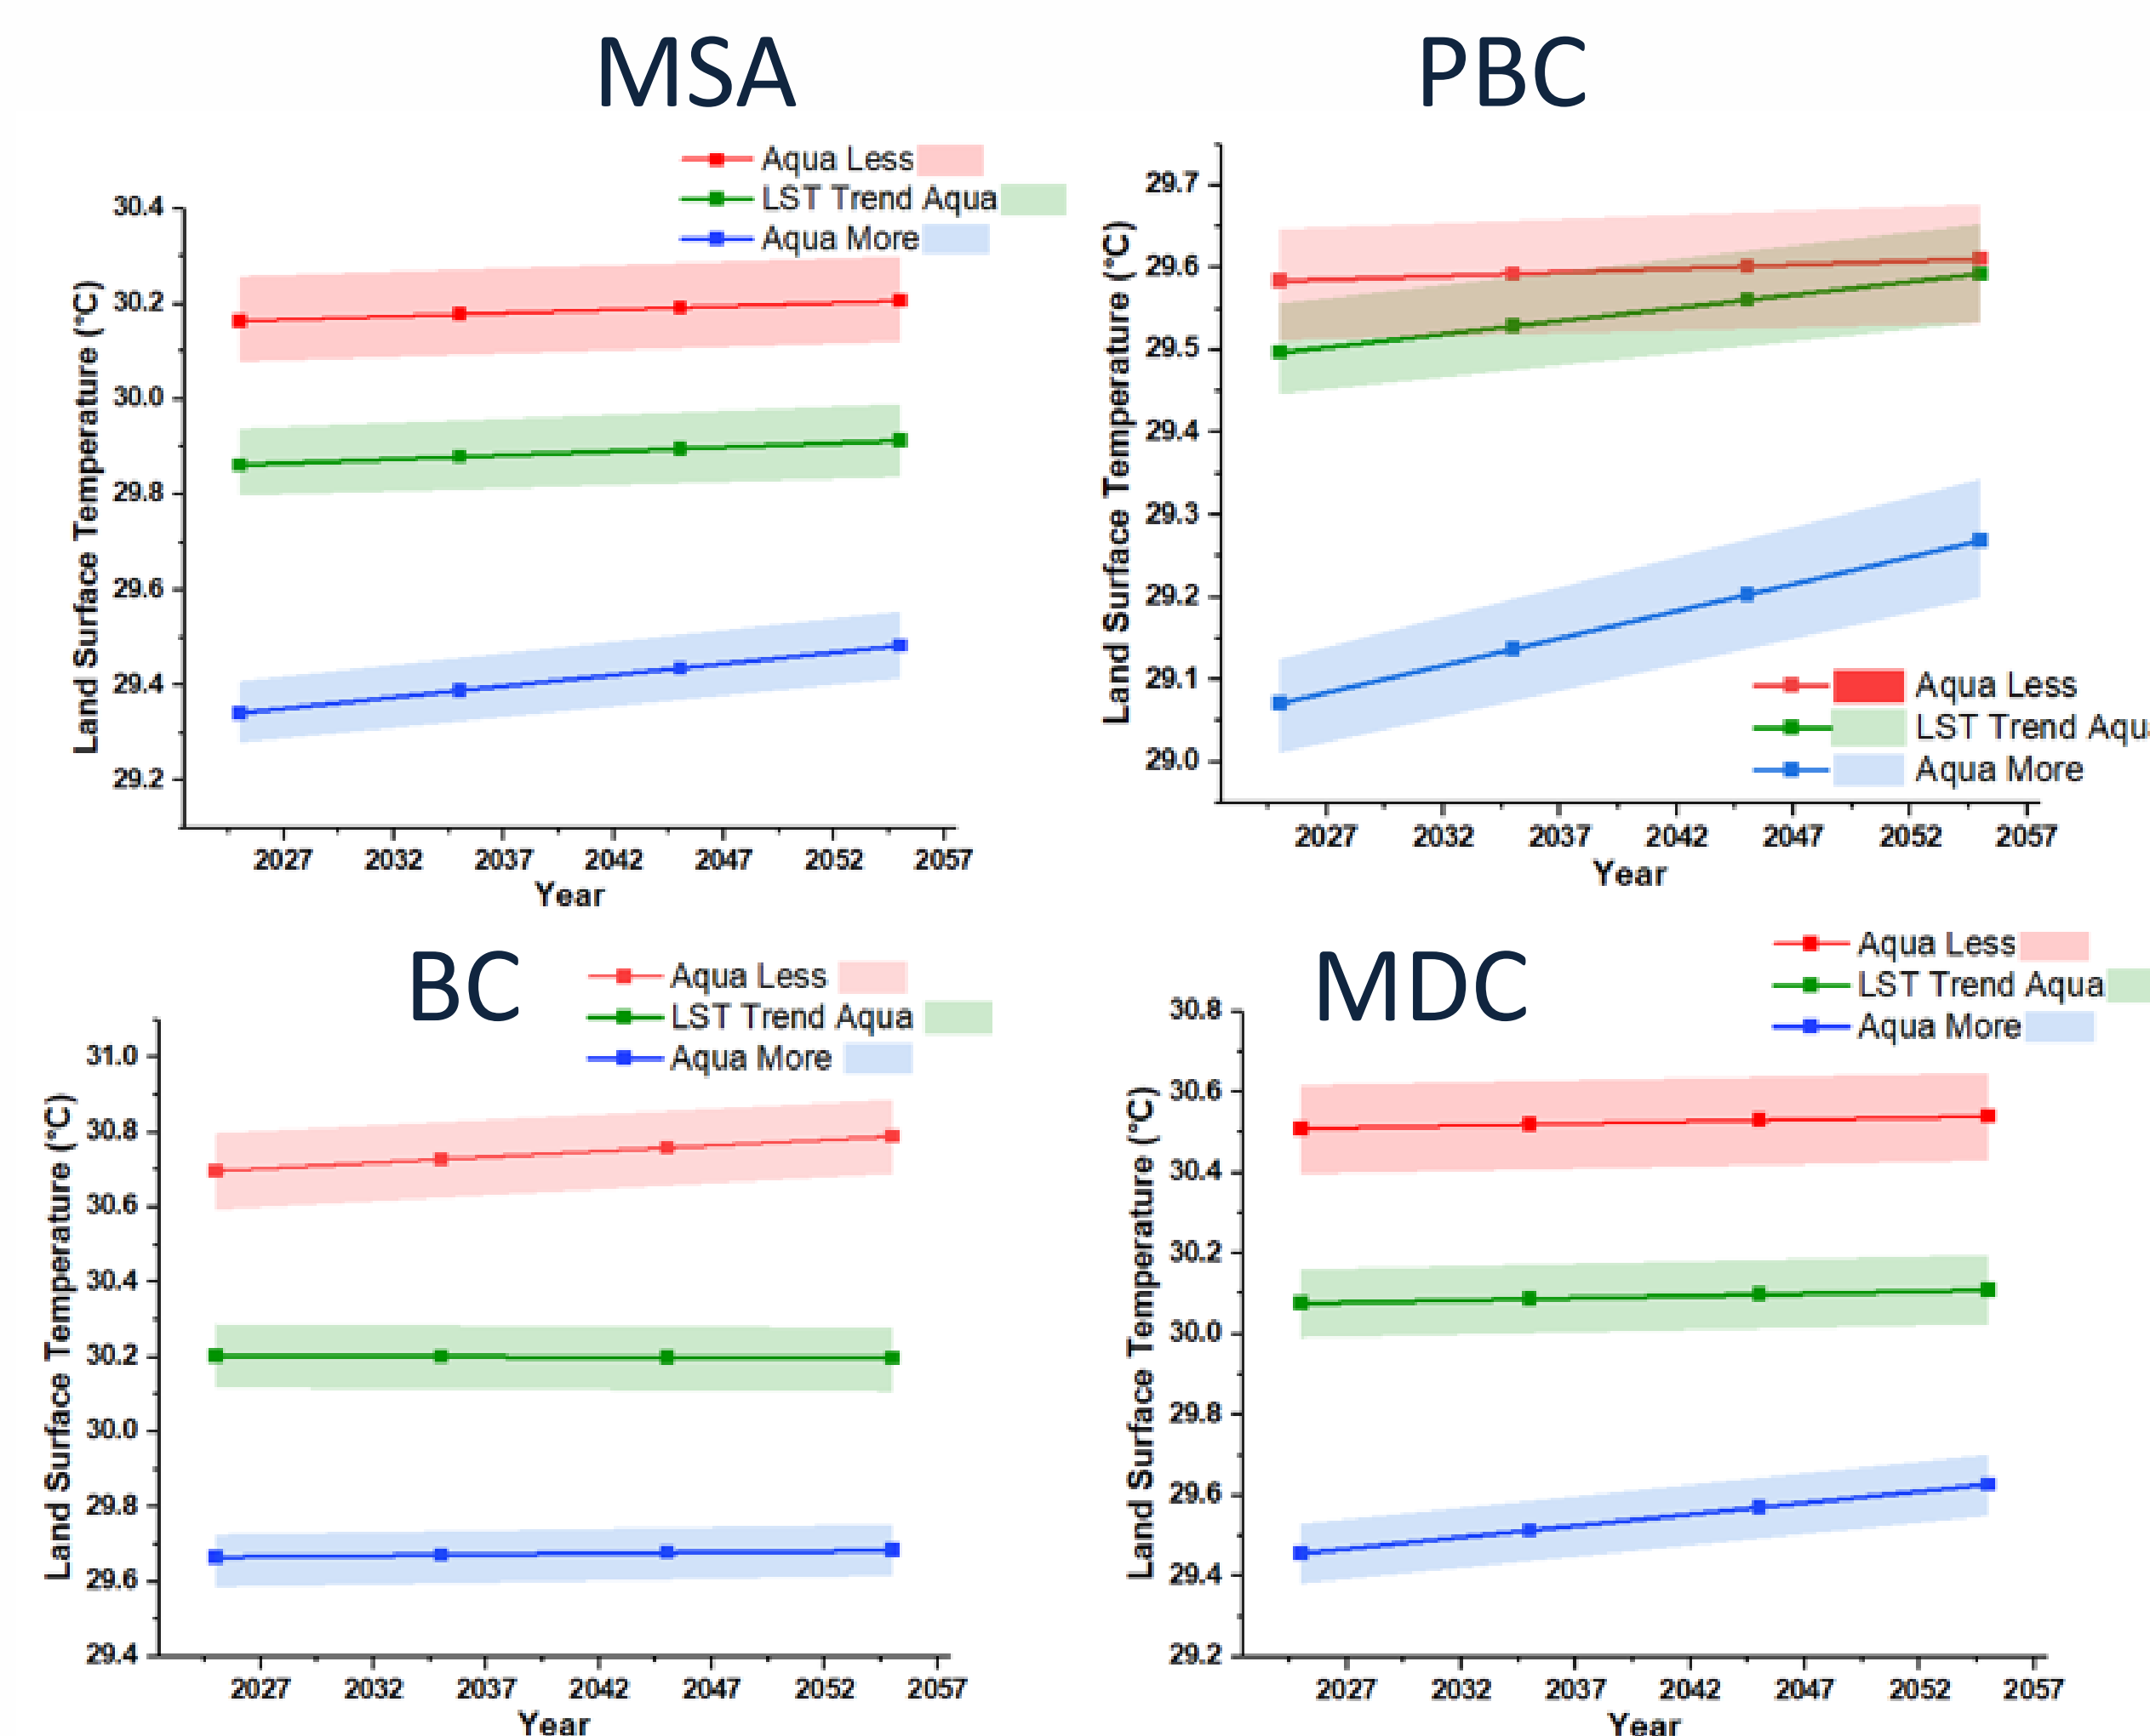 MSA
Aqua Less
LST Trend Aqua
Aqua More
30.4
30.2
30.0
29.8
29.6
29.4
29.2
Land Surface Temperature (°C)
2027 2032 2037 2042 2047 2052 2057
Year
PBC
29.7
29.6
29.5
29.4
29.3
29.2
29.1
29.0
Land Surface Temperature (°C)
Aqua Less
LST Trend Aqu
Aqua More
2027 2032 2037 2042 2047 2052 2057
Year
BC
Aqua Less
LST Trend Aqua
Aqua More
31.0
30.8
30.6
30.4
30.2
30.0
29.8
29.6
29.4
Land Surface Temperature (°C)
2027 2032 2037 2042 2047 2052 2057
Year
MDC
Aqua Less
LST Trend Aqua
Aqua More
30.8
30.6
30.4
30.2
30.0
29.8
29.6
29.4
29.2
Land Surface Temperature (°C)
2027 2032 2037 2042 2047 2052 2057
Year